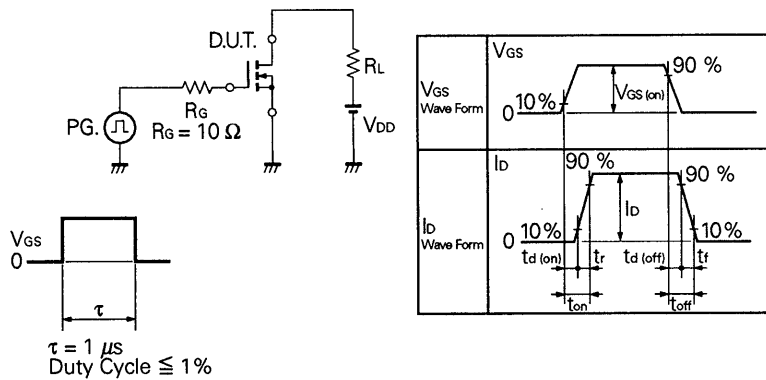 D.U.T.
RL
RG
RG = 10 Ω
PG.
VDD
VGS
0
τ
τ = 1 μs
Duty Cycle ≦ 1%
VGS
Wave Form
VGS
10%
0
VGS (on)
90 %
ID
Wave Form
ID
90 %
90 %
10%
0
ID
10%
td (on)
tr
td (off)
tf
ton
toff